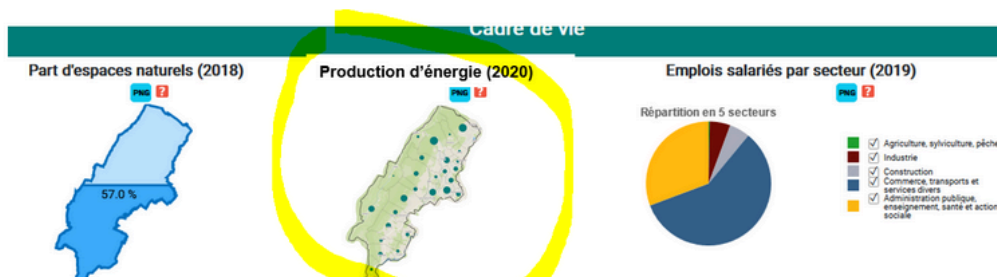 Cadre de vie
Part d'espaces naturels (2018)
PNG ?
57.0 %
Production d'énergie (2020)
PNG ?
Emplois salariés par secteur (2019)
PNG ?
Répartition en 5 secteurs
Agriculture, sylviculture, pêche
Industrie
Construction
Commerce, transports et
services divers
Administration publique,
enseignement, santé et action
sociale